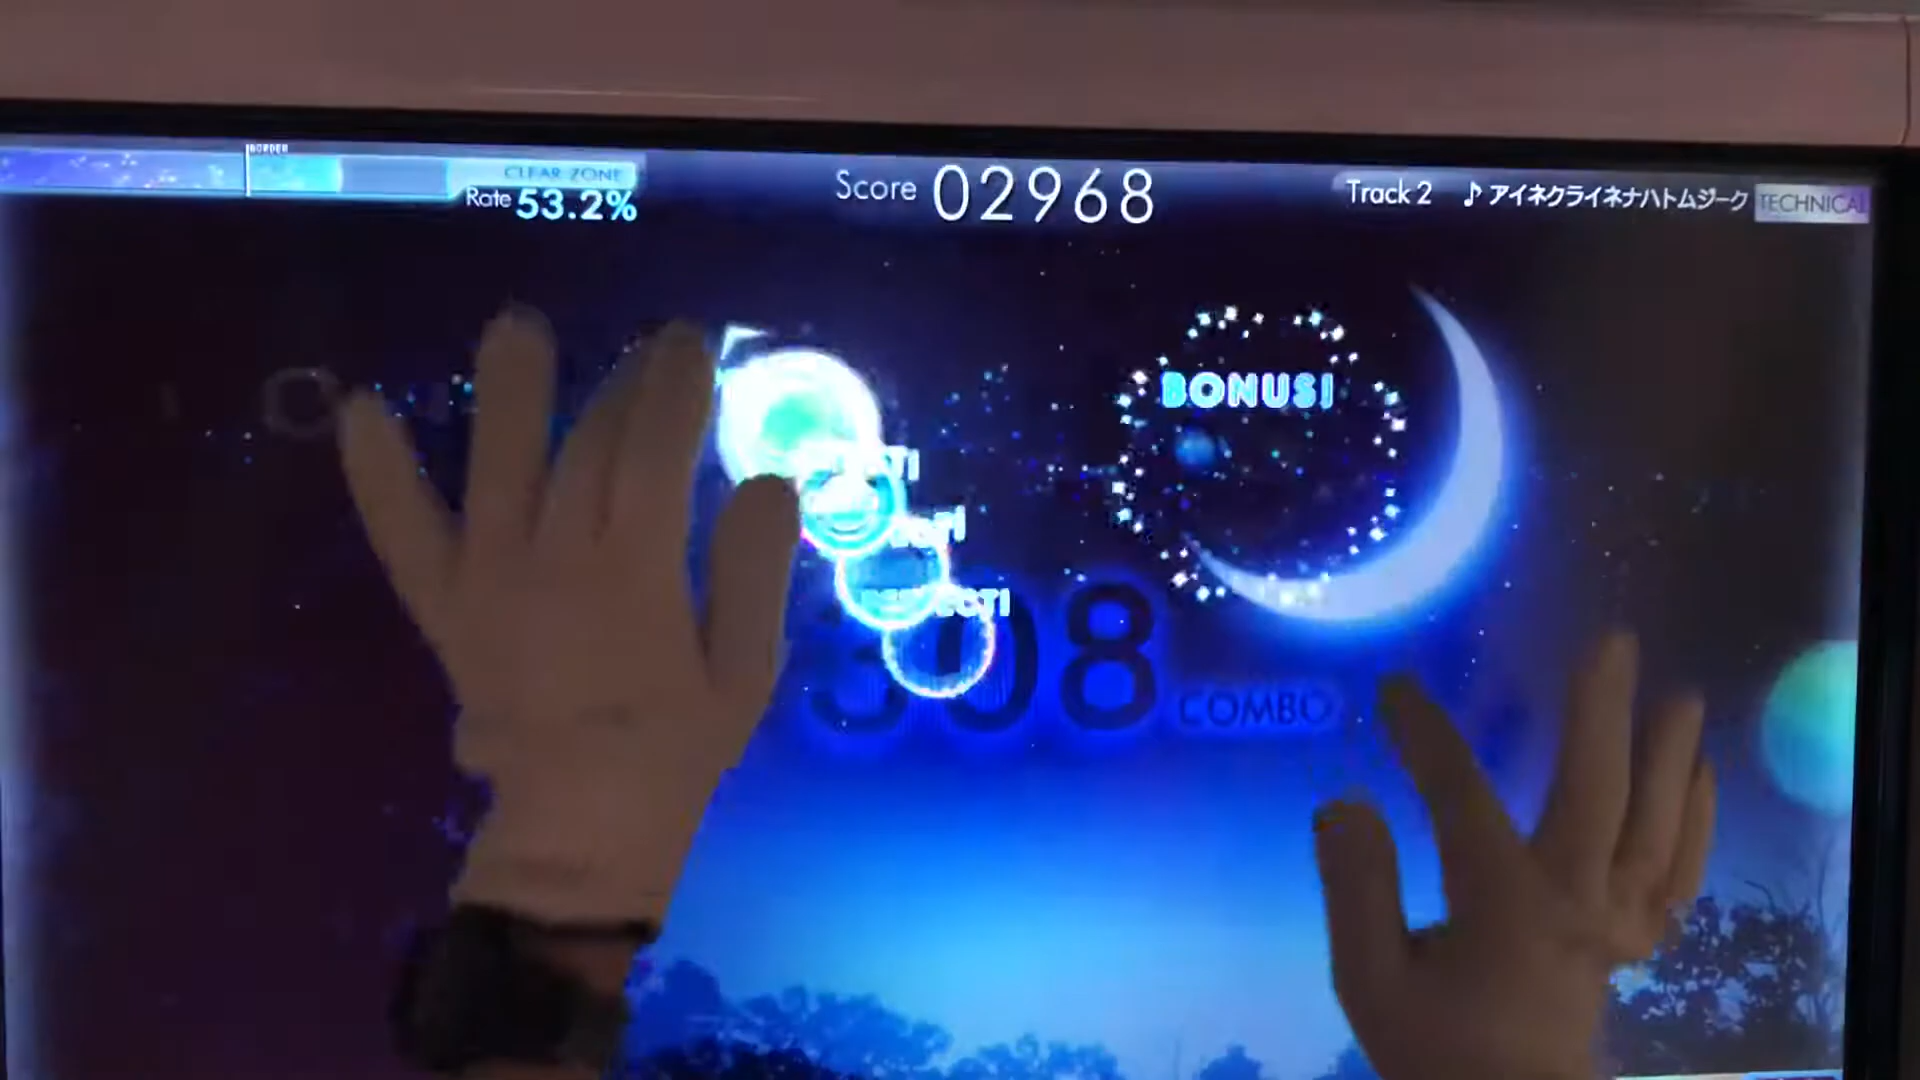 BORDER
CLEAR ZONE
Rate 53.2%
Score 02968
Track 2 ♪ アイネクライネナハトムジーク TECHNICAL
BONUS!
308 COMBO